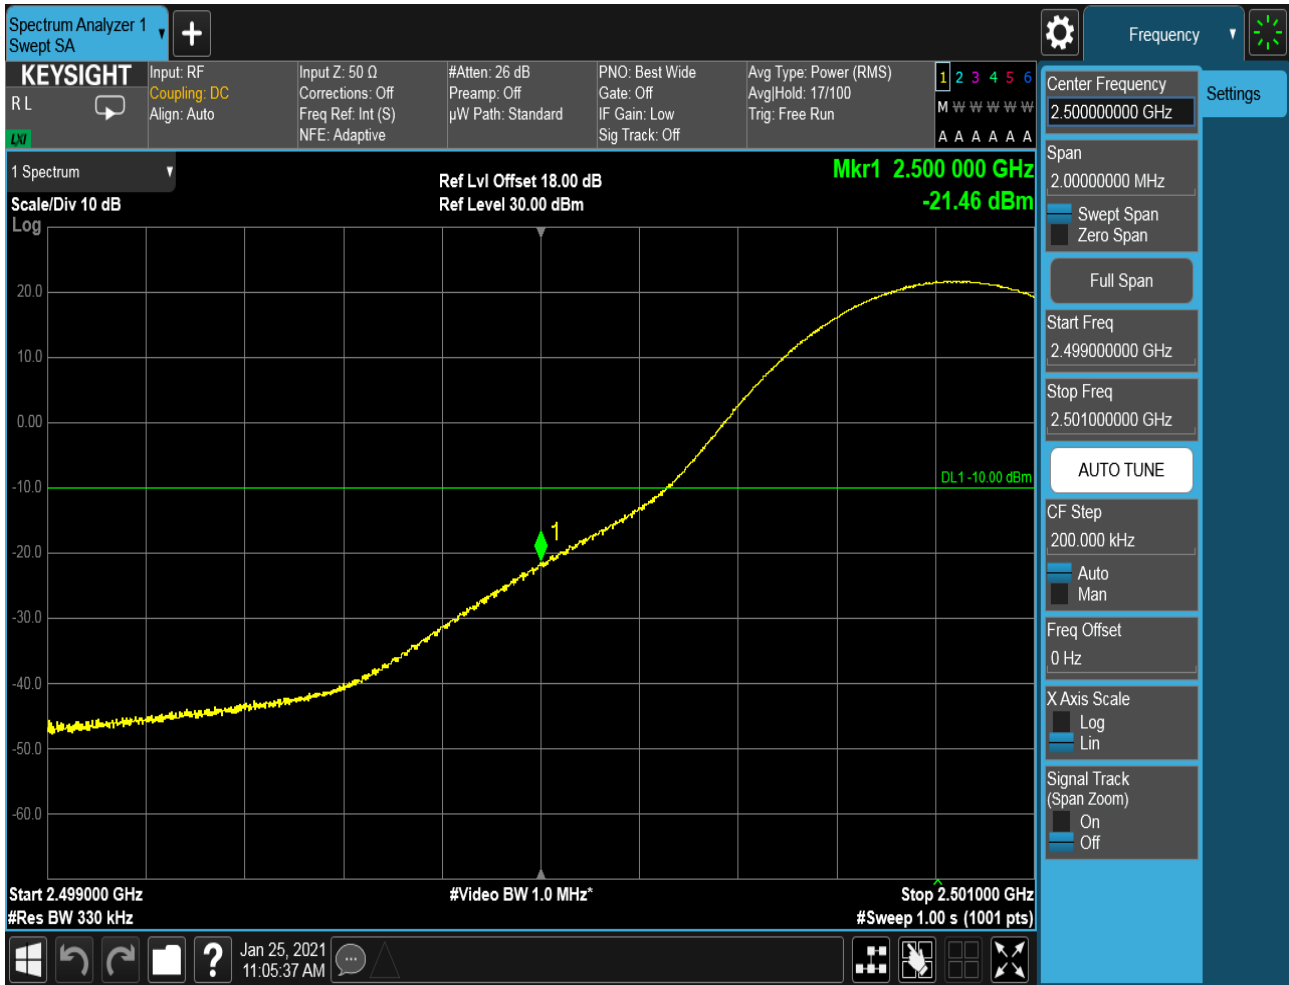 Spectrum Analyzer 1
Swept SA
Frequency
KEYSIGHT
R L
LXI
Input: RF
Coupling: DC
Align: Auto
Input Z: 50 Ω
Corrections: Off
Freq Ref: Int (S)
NFE: Adaptive
#Atten: 26 dB
Preamp: Off
µW Path: Standard
PNO: Best Wide
Gate: Off
IF Gain: Low
Sig Track: Off
Avg Type: Power (RMS)
Avg|Hold: 17/100
Trig: Free Run
1 2 3 4 5 6
M W W W W W
A A A A A A
1 Spectrum
Scale/Div 10 dB
Log
Ref Lvl Offset 18.00 dB
Ref Level 30.00 dBm
Mkr1 2.500 000 GHz
-21.46 dBm
20.0
10.0
0.00
-10.0
-20.0
-30.0
-40.0
-50.0
-60.0
DL1 -10.00 dBm
1
Start 2.499000 GHz
#Res BW 330 kHz
#Video BW 1.0 MHz*
Stop 2.501000 GHz
#Sweep 1.00 s (1001 pts)
?
Jan 25, 2021
11:05:37 AM
Center Frequency
2.500000000 GHz
Settings
Span
2.00000000 MHz
Swept Span
Zero Span
Full Span
Start Freq
2.499000000 GHz
Stop Freq
2.501000000 GHz
AUTO TUNE
CF Step
200.000 kHz
Auto
Man
Freq Offset
0 Hz
X Axis Scale
Log
Lin
Signal Track
(Span Zoom)
On
Off